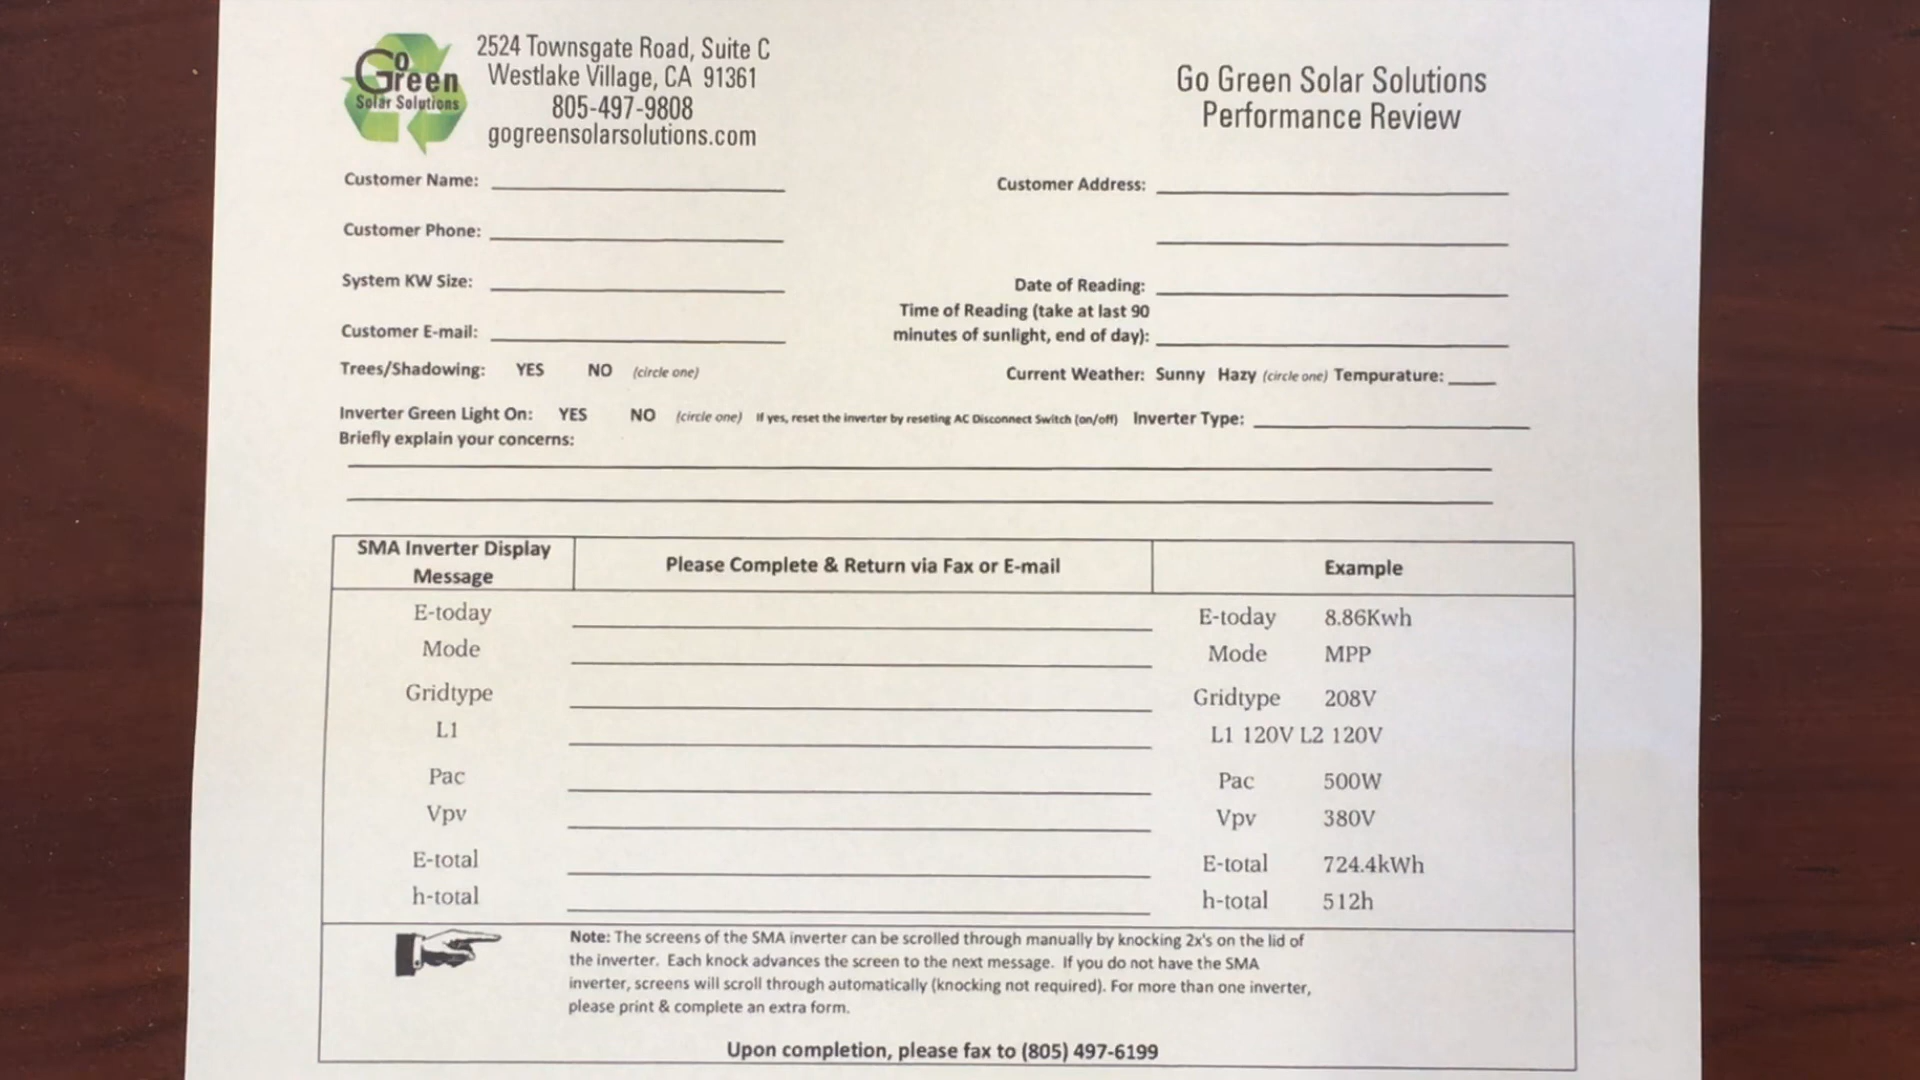 Go Green
Solar Solutions
2524 Townsgate Road, Suite C
Westlake Village, CA 91361
805-497-9808
gogreensolarsolutions.com
Go Green Solar Solutions
Performance Review
Customer Name:
Customer Address:
Customer Phone:
System KW Size:
Date of Reading:
Time of Reading (take at last 90
minutes of sunlight, end of day):
Customer E-mail:
Trees/Shadowing: YES NO (circle one)
Current Weather: Sunny Hazy (circle one) Tempurature:
Inverter Green Light On: YES NO (circle one) If yes, reset the inverter by reseting AC Disconnect Switch (on/off) Inverter Type:
Briefly explain your concerns:
SMA Inverter Display
Message
Please Complete & Return via Fax or E-mail
Example
E-today E-today 8.86Kwh
Mode Mode MPP
Gridtype Gridtype 208V
L1 L1 120V L2 120V
Pac Pac 500W
Vpv Vpv 380V
E-total E-total 724.4kWh
h-total h-total 512h
Note: The screens of the SMA inverter can be scrolled through manually by knocking 2x's on the lid of
the inverter. Each knock advances the screen to the next message. If you do not have the SMA
inverter, screens will scroll through automatically (knocking not required). For more than one inverter,
please print & complete an extra form.
Upon completion, please fax to (805) 497-6199